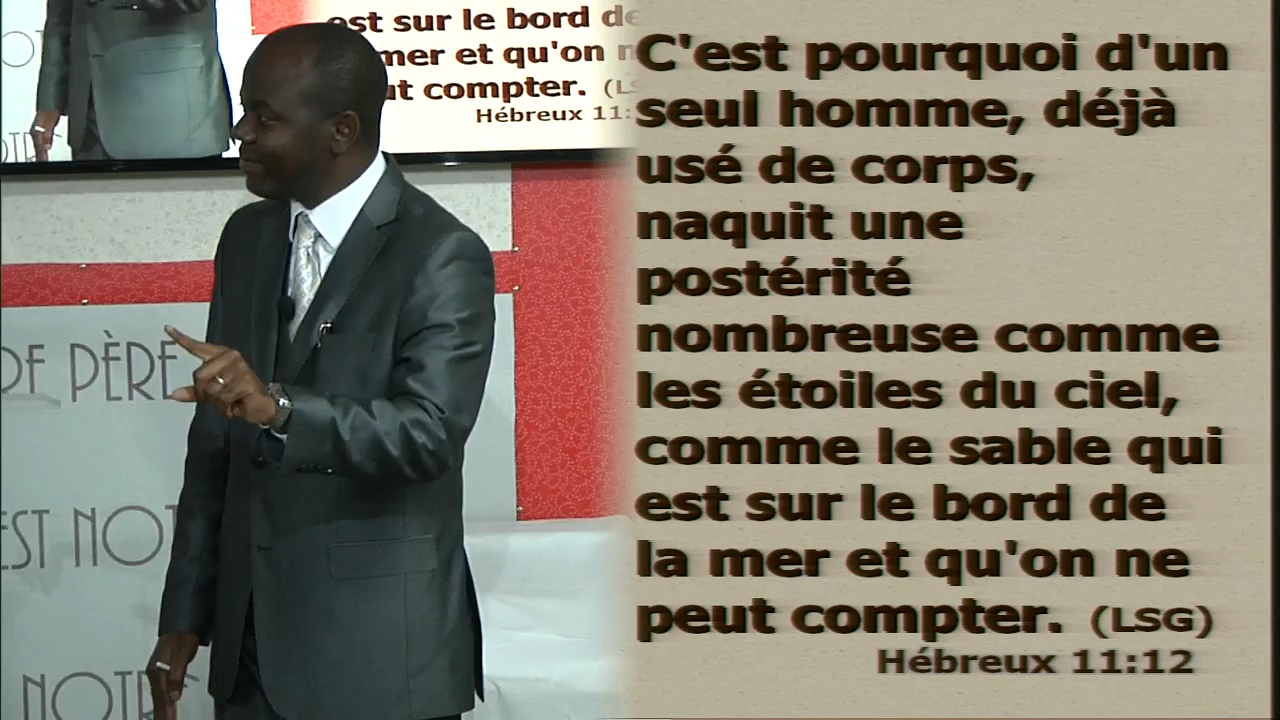 est sur le bord de
mer et qu'on
ut compter.
Hébreux 11:
C'est pourquoi d'un
seul homme, déjà
usé de corps,
naquit une
postérité
nombreuse comme
les étoiles du ciel,
comme le sable qui
est sur le bord de
la mer et qu'on ne
peut compter. (LSG)
Hébreux 11:12
OF PÈRE
EST NOT
NOTR